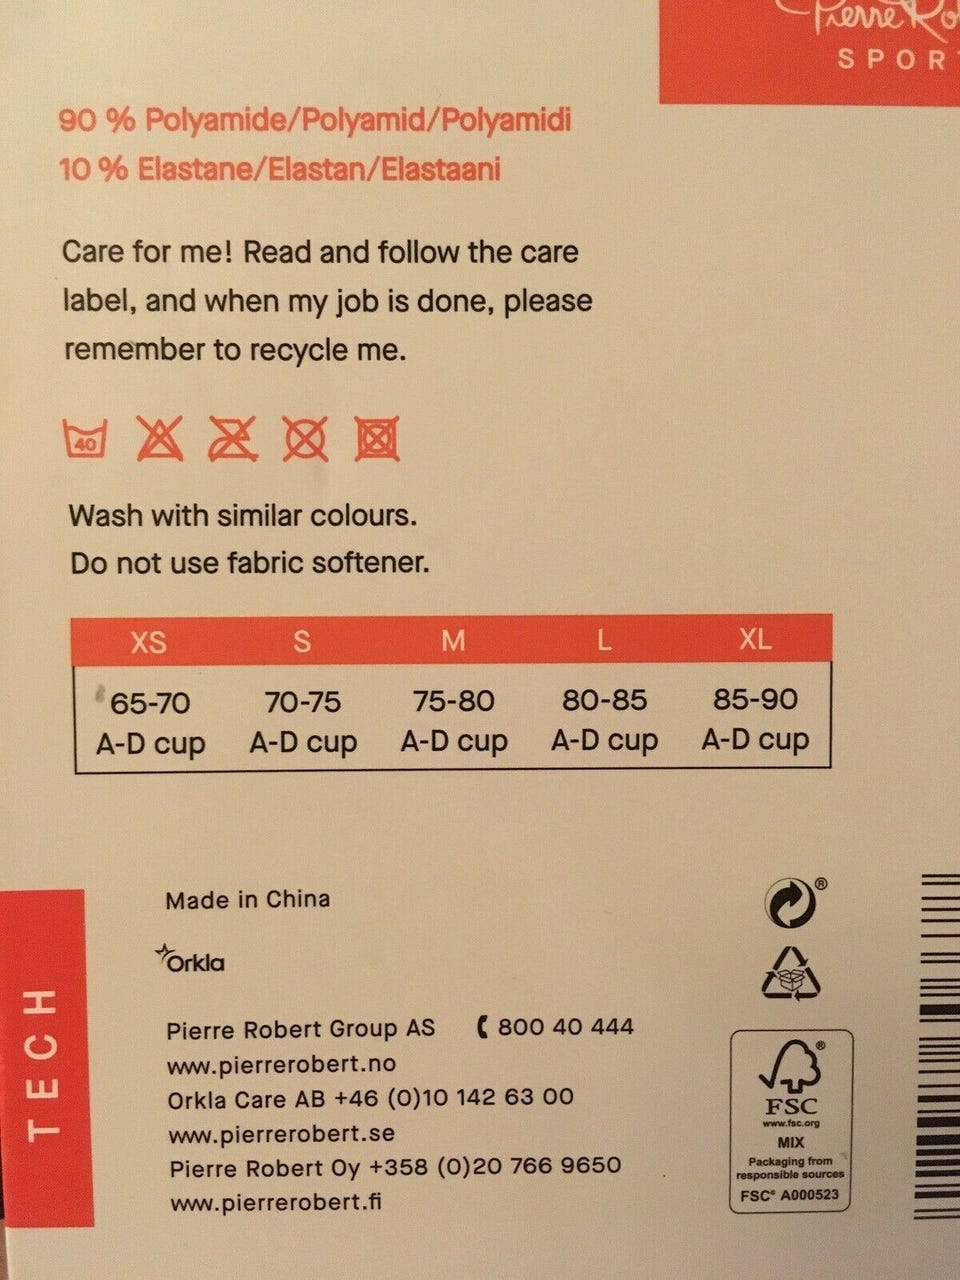 Pierre Ro
SPORT
90 % Polyamide/Polyamid/Polyamidi
10 % Elastane/Elastan/Elastaani
Care for me! Read and follow the care
label, and when my job is done, please
remember to recycle me.
40
Wash with similar colours.
Do not use fabric softener.
XS S M L XL
65-70 70-75 75-80 80-85 85-90
A-D cup A-D cup A-D cup A-D cup A-D cup
TECH
Made in China
Orkla
Pierre Robert Group AS 800 40 444
www.pierrerobert.no
Orkla Care AB +46 (0)10 142 63 00
www.pierrerobert.se
Pierre Robert Oy +358 (0)20 766 9650
www.pierrerobert.fi
®
®
FSC
www.fsc.org
MIX
Packaging from
responsible sources
FSC® A000523